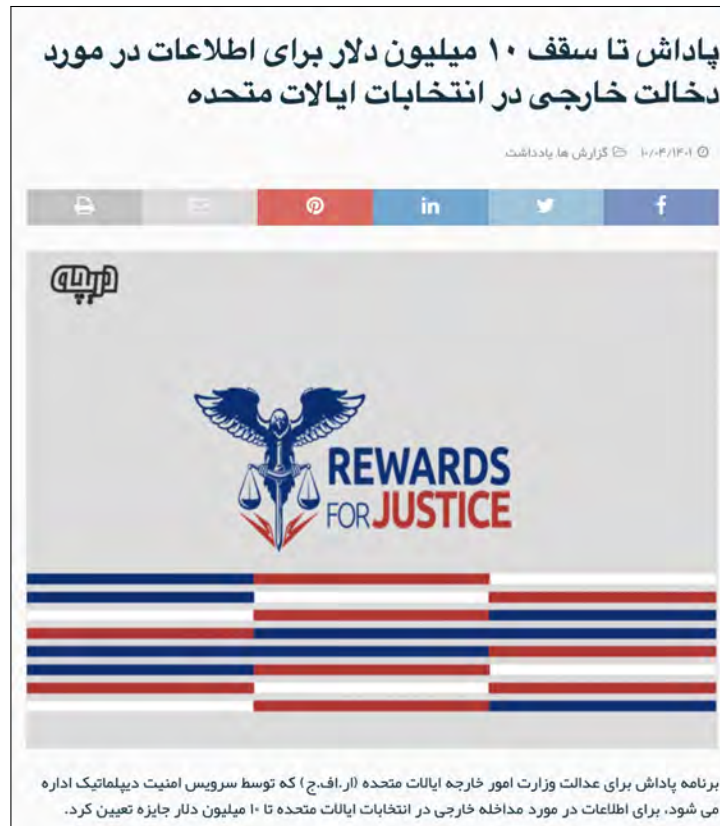 پاداش تا سقف ۱۰ میلیون دلار برای اطلاعات در مورد
دخالت خارجی در انتخابات ایالات متحده
۱۰/۰۴/۱۴۰۱ گزارش ها, یادداشت
دریچه
REWARDS
FOR JUSTICE
برنامه پاداش برای عدالت وزارت امور خارجه ایالات متحده (ار.اف.ج) که توسط سرویس امنیت دیپلماتیک اداره
می شود، برای اطلاعات در مورد مداخله خارجی در انتخابات ایالات متحده تا ۱۰ میلیون دلار جایزه تعیین کرد.